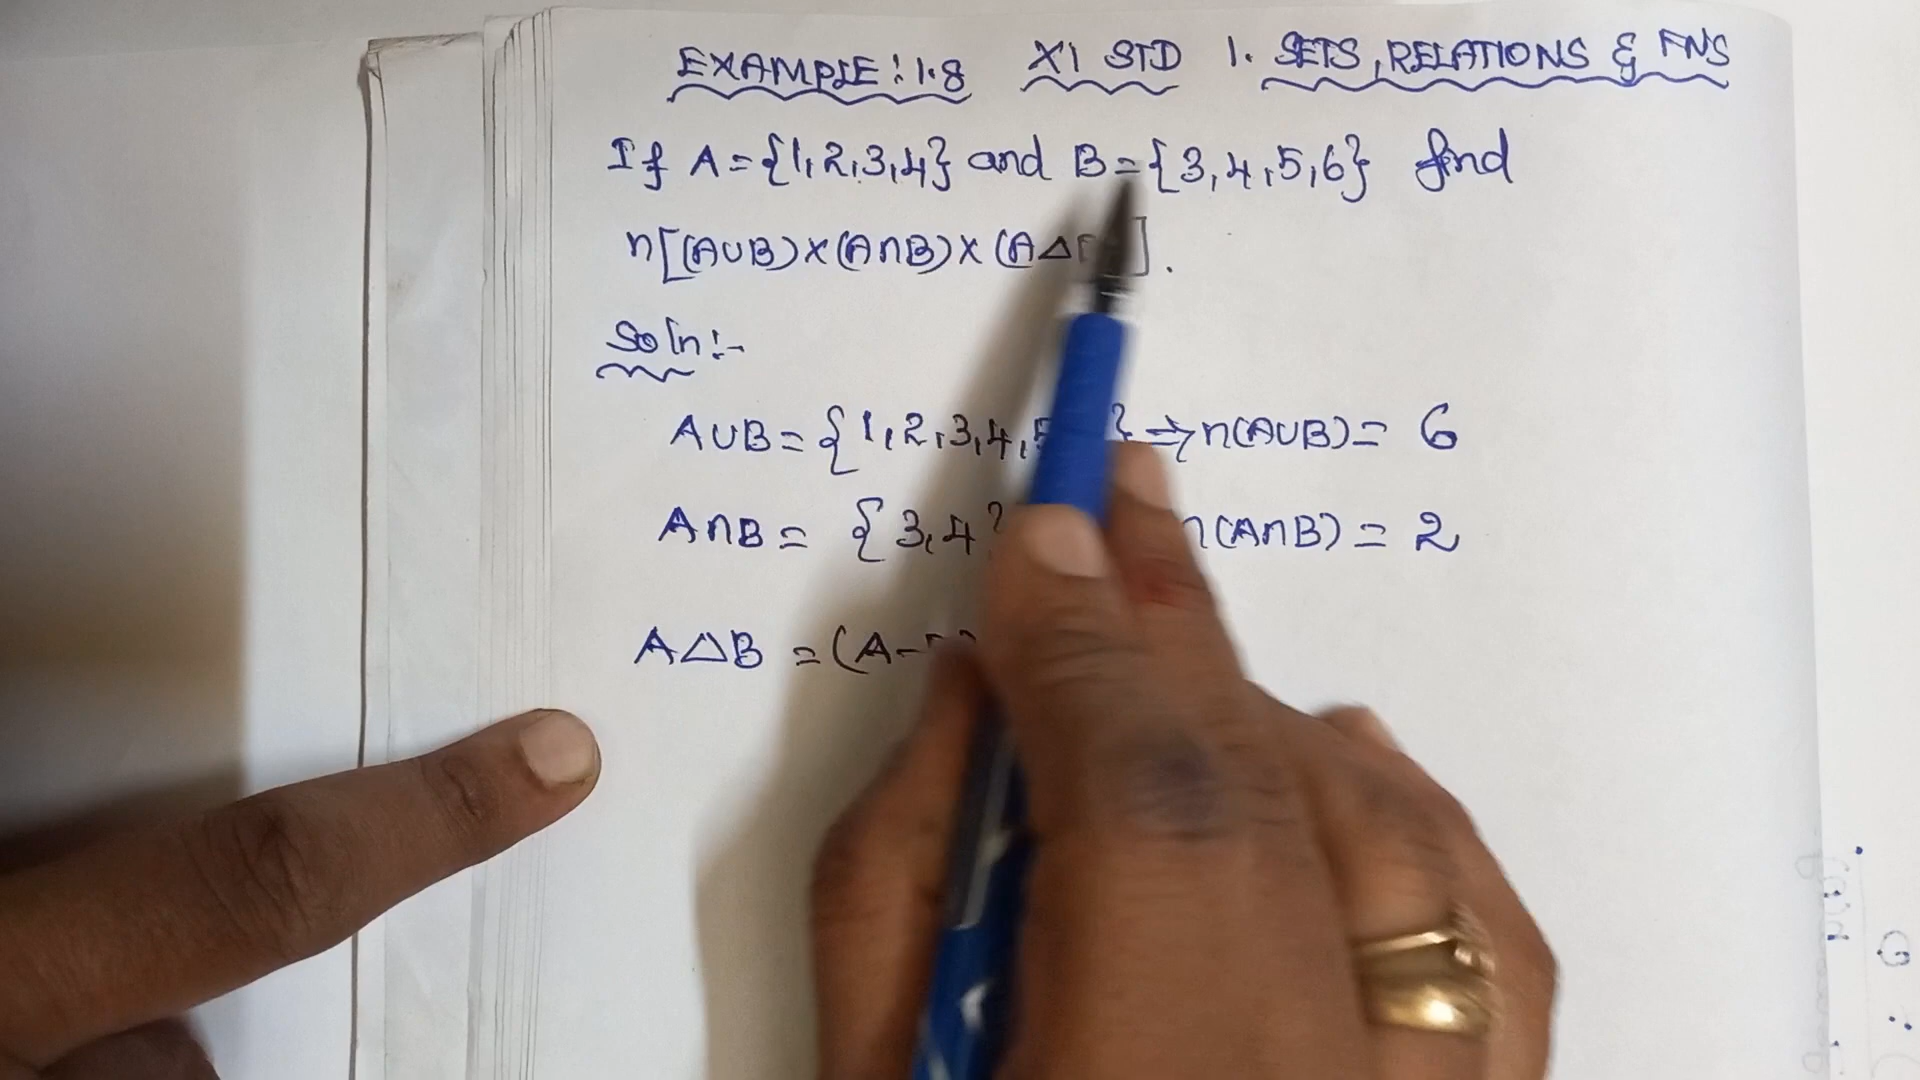 EXAMPLE:1.8 XI STD 1. SETS, RELATIONS & FNS
If A={1,2,3,4} and B={3,4,5,6} find
n[(A∪B)×(A∩B)×(A△
Soln:-
A∪B={1,2,3,4,5 } ⇒n(A∪B)= 6
A∩B= {3,4} n(A∩B)= 2
A△B =(A-